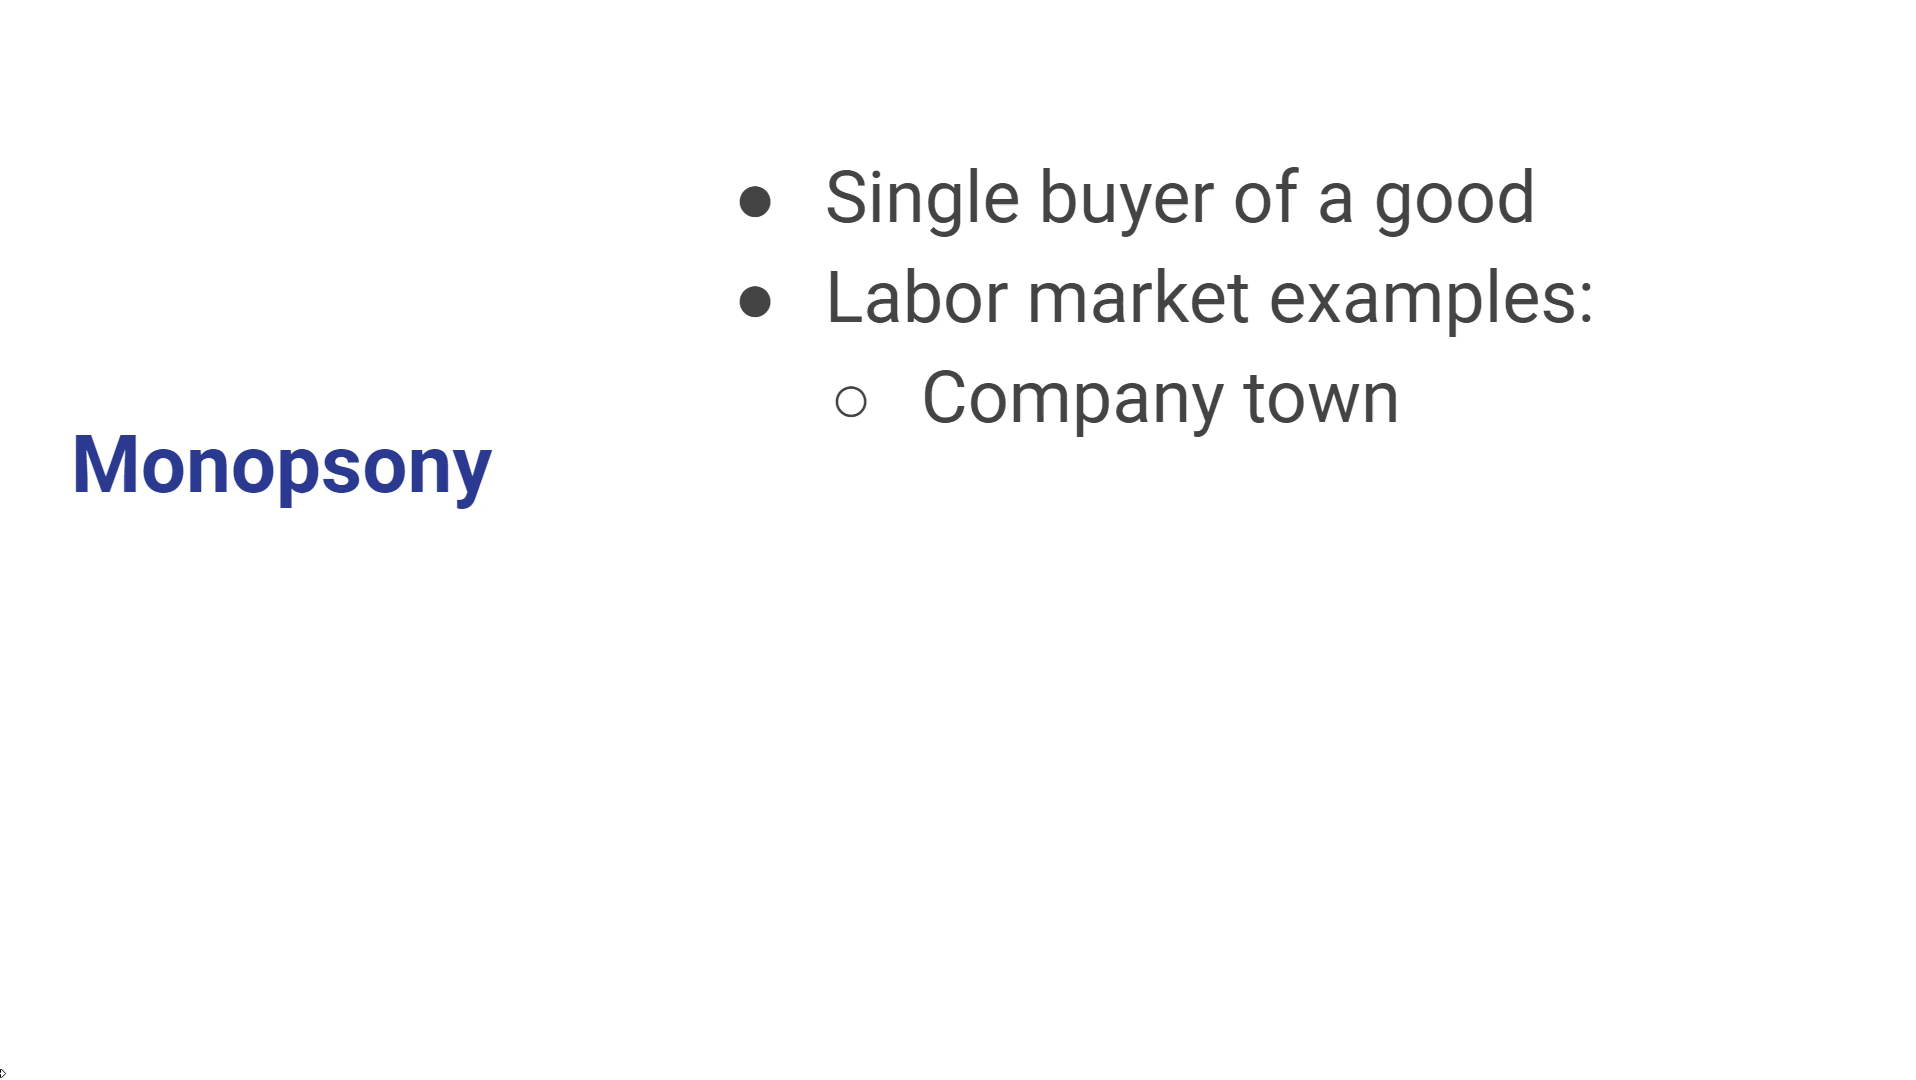 Monopsony
● Single buyer of a good
● Labor market examples:
○ Company town